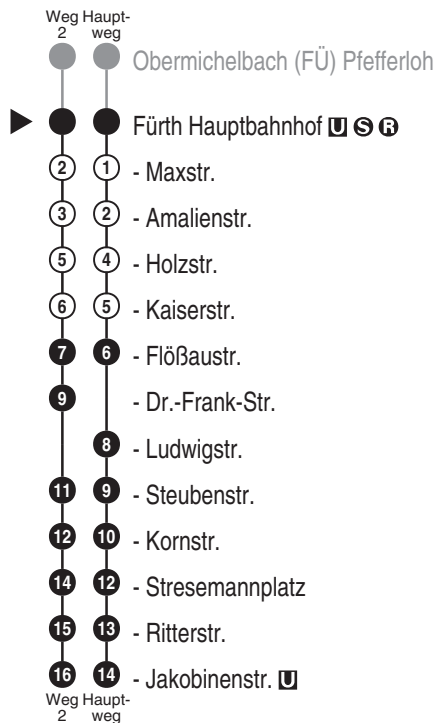 Weg Haupt-
2 weg
Obermichelbach (FÜ) Pfefferloh
Fürth Hauptbahnhof U S R
2 1 - Maxstr.
3 2 - Amalienstr.
5 4 - Holzstr.
6 5 - Kaiserstr.
7 6 - Flößaustr.
9 - Dr.-Frank-Str.
8 - Ludwigstr.
11 9 - Steubenstr.
12 10 - Kornstr.
14 12 - Stresemannplatz
15 13 - Ritterstr.
16 14 - Jakobinenstr. U
Weg Haupt-
2 weg